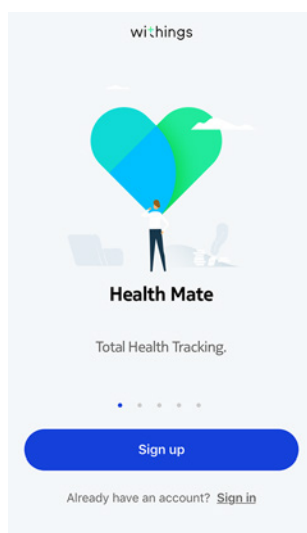 withings
Health Mate
Total Health Tracking.
Sign up
Already have an account? Sign in